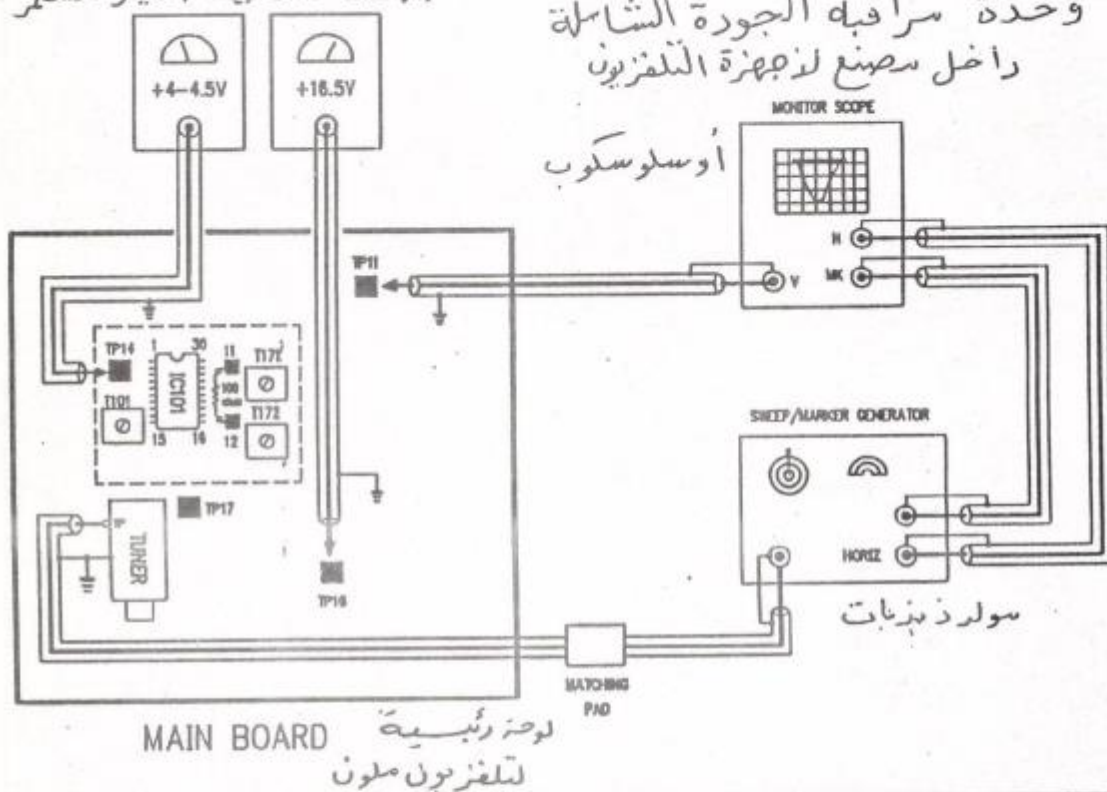 وحدة مراقبة الجودة الشاملة
داخل مصنع لأجهزة التلفزيون
+4-4.5V
+16.5V
MONITOR SCOPE
أوسلوسكوب
H
MK
V
TP11
TP14
1
30
11
T171
IC101
100
T101
15
16
12
T172
TP17
TP
TUNER
TP16
SWEEP/MARKER GENERATOR
HORIZ
مولد ذبذبات
MATCHING
PAD
MAIN BOARD
لوحة رئيسية
لتلفزيون ملون